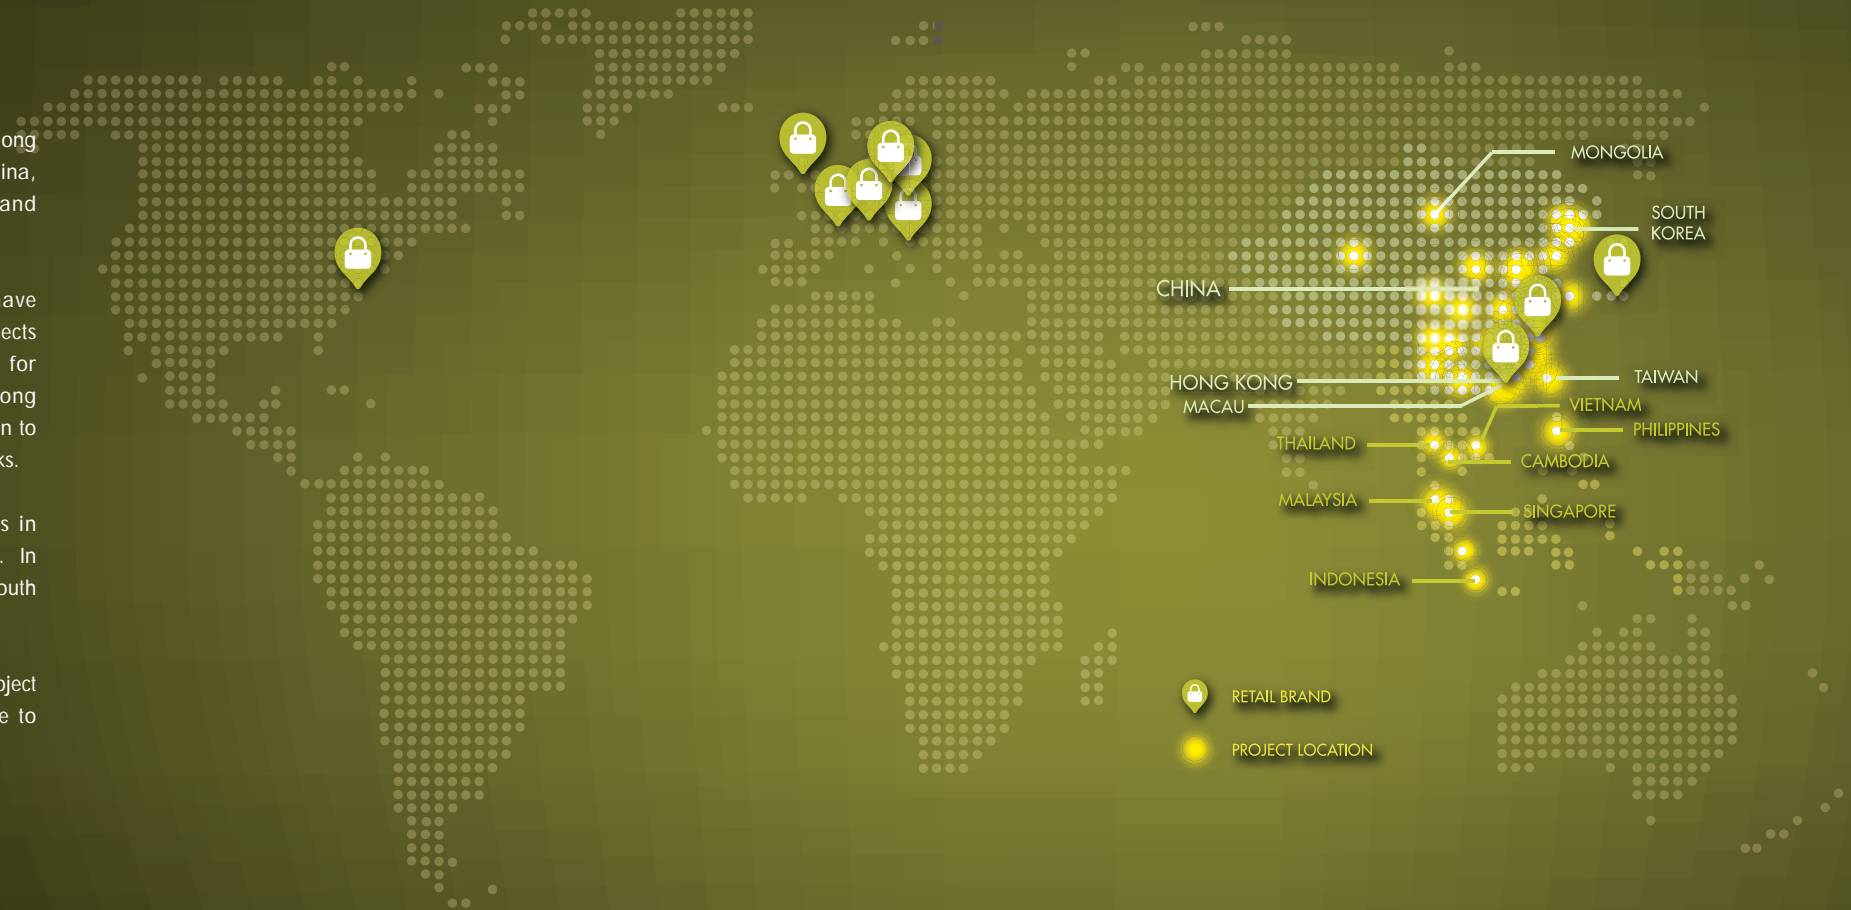 ong
ina,
and
ave
ects
for
ong
n to
ks.
s in
. In
outh
oject
e to
MONGOLIA
SOUTH
KOREA
CHINA
HONG KONG
MACAU
TAIWAN
VIETNAM
PHILIPPINES
THAILAND
CAMBODIA
MALAYSIA
SINGAPORE
INDONESIA
RETAIL BRAND
PROJECT LOCATION